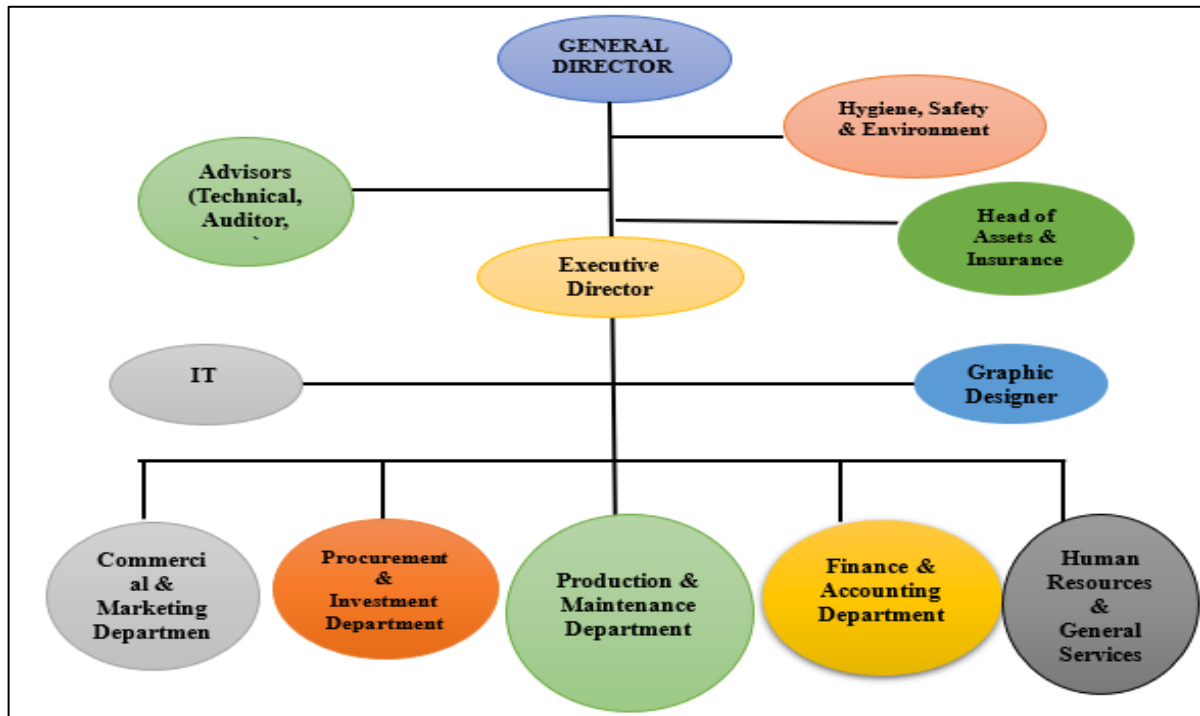 GENERAL
DIRECTOR
Hygiene, Safety
& Environment
Advisors
(Technical,
Auditor,
Head of
Assets &
Insurance
Executive
Director
IT
Graphic
Designer
Commerci
al &
Marketing
Departmen
Procurement
&
Investment
Department
Production &
Maintenance
Department
Finance &
Accounting
Department
Human
Resources
&
General
Services